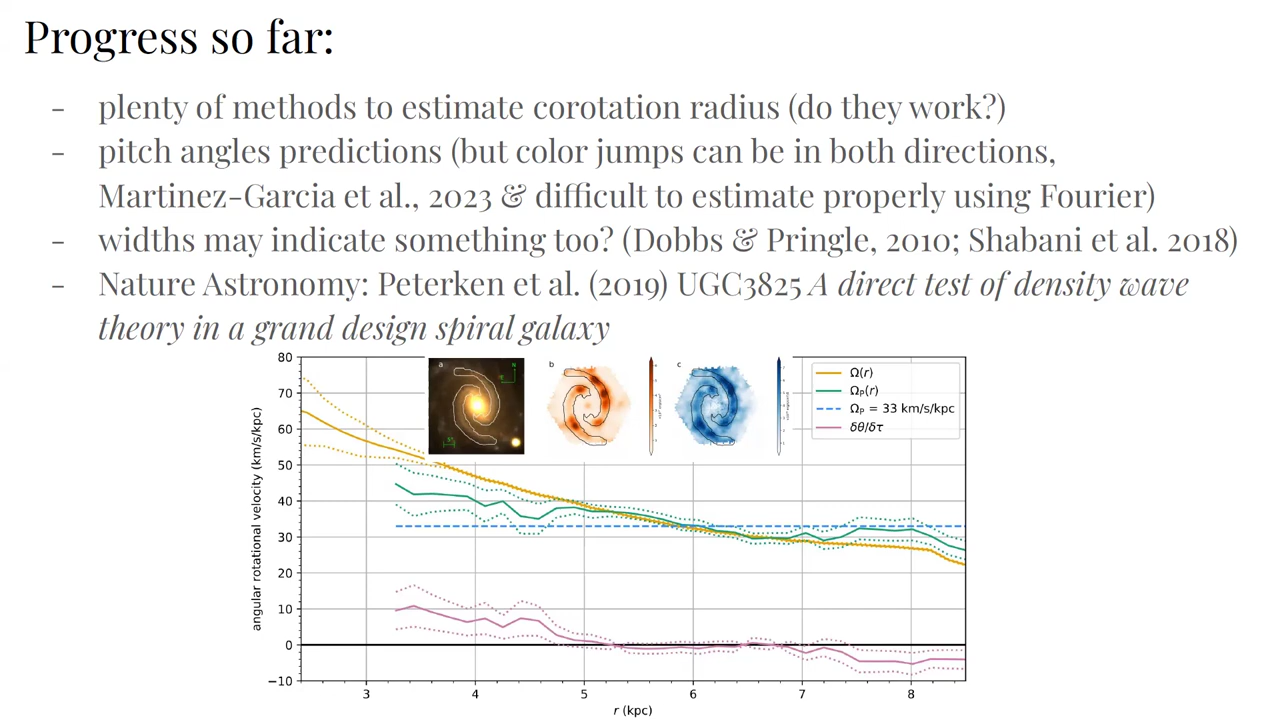 Progress so far:
- plenty of methods to estimate corotation radius (do they work?)
- pitch angles predictions (but color jumps can be in both directions,
Martinez-Garcia et al., 2023 & difficult to estimate properly using Fourier)
- widths may indicate something too? (Dobbs & Pringle, 2010; Shabani et al. 2018)
- Nature Astronomy: Peterken et al. (2019) UGC3825 A direct test of density wave
theory in a grand design spiral galaxy
80
70
60
50
40
30
20
10
0
−10
angular rotational velocity (km/s/kpc)
a
N
b
c
Ω(r)
Ωₚ(r)
Ωₚ = 33 km/s/kpc
δθ/δτ
3 4 5 6 7 8
r (kpc)